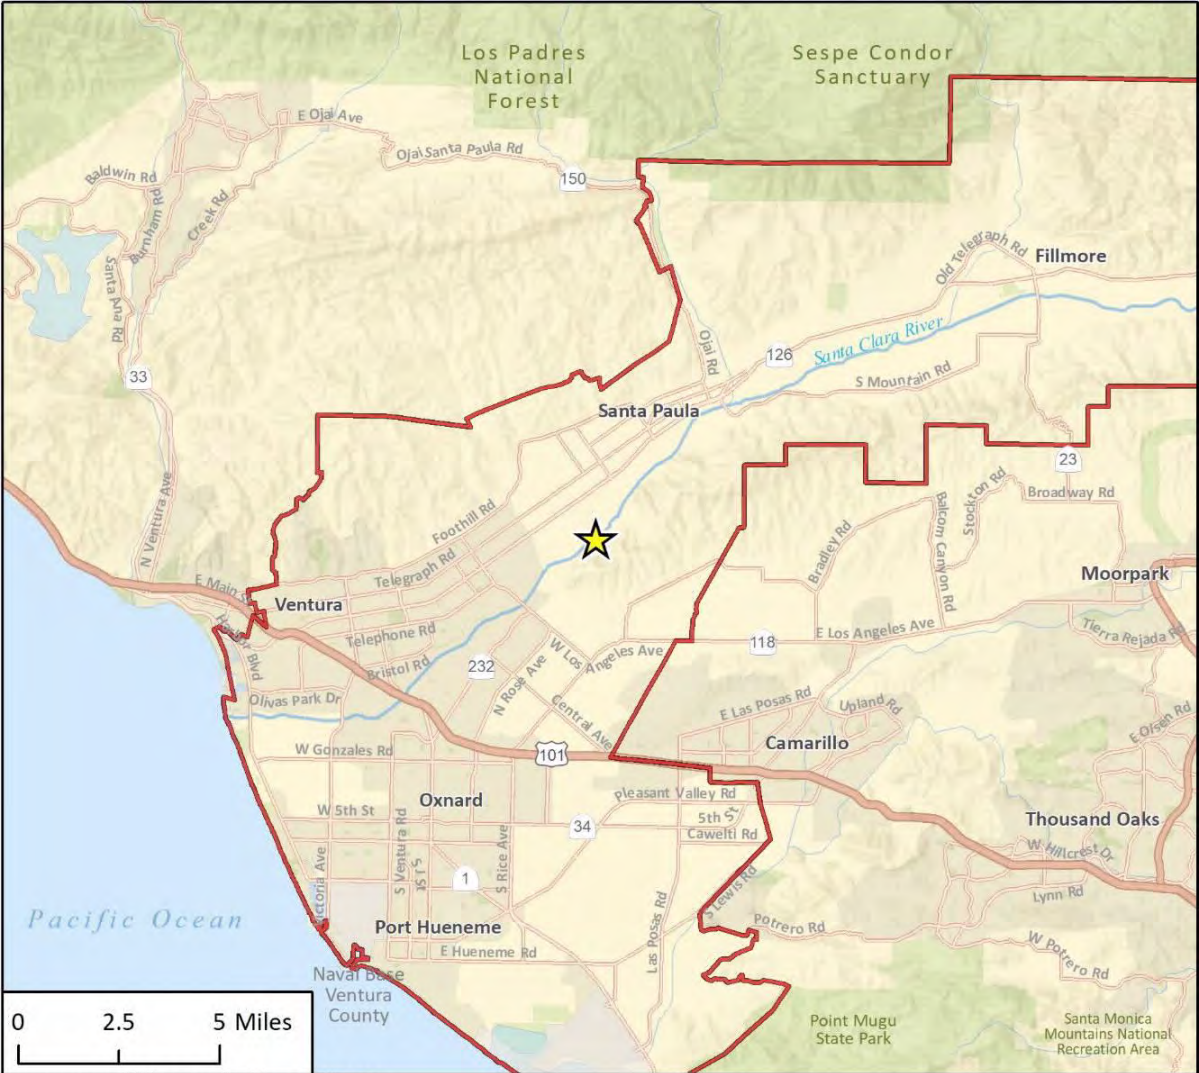 Los Padres
National
Forest
Sespe Condor
Sanctuary
E Ojai Ave
Ojai Santa Paula Rd
150
Baldwin Rd
Burnham Rd
Creek Rd
Santa Ana Rd
33
Old Telegraph Rd
Fillmore
Ojai Rd
126
Santa Clara River
S Mountain Rd
Santa Paula
23
Broadway Rd
Stockton Rd
Balcom Canyon Rd
Bradley Rd
N Ventura Ave
Foothill Rd
Telegraph Rd
Moorpark
E Main St
Ventura
Harbor Blvd
Telephone Rd
Bristol Rd
232
W Los Angeles Ave
118
E Los Angeles Ave
Tierra Rejada Rd
N Rose Ave
Central Ave
Olivas Park Dr
E Las Posas Rd
Upland Rd
E Olsen Rd
W Gonzales Rd
101
Camarillo
Oxnard
Pleasant Valley Rd
W 5th St
34
5th St
Cawelti Rd
Thousand Oaks
W Hillcrest Dr
Lynn Rd
S Ventura Rd
S J St
S Rice Ave
Victoria Ave
1
S Lewis Rd
Las Posas Rd
Pacific Ocean
Port Hueneme
Potrero Rd
W Potrero Rd
E Hueneme Rd
Naval Base
Ventura
County
Point Mugu
State Park
Santa Monica
Mountains National
Recreation Area
0 2.5 5 Miles